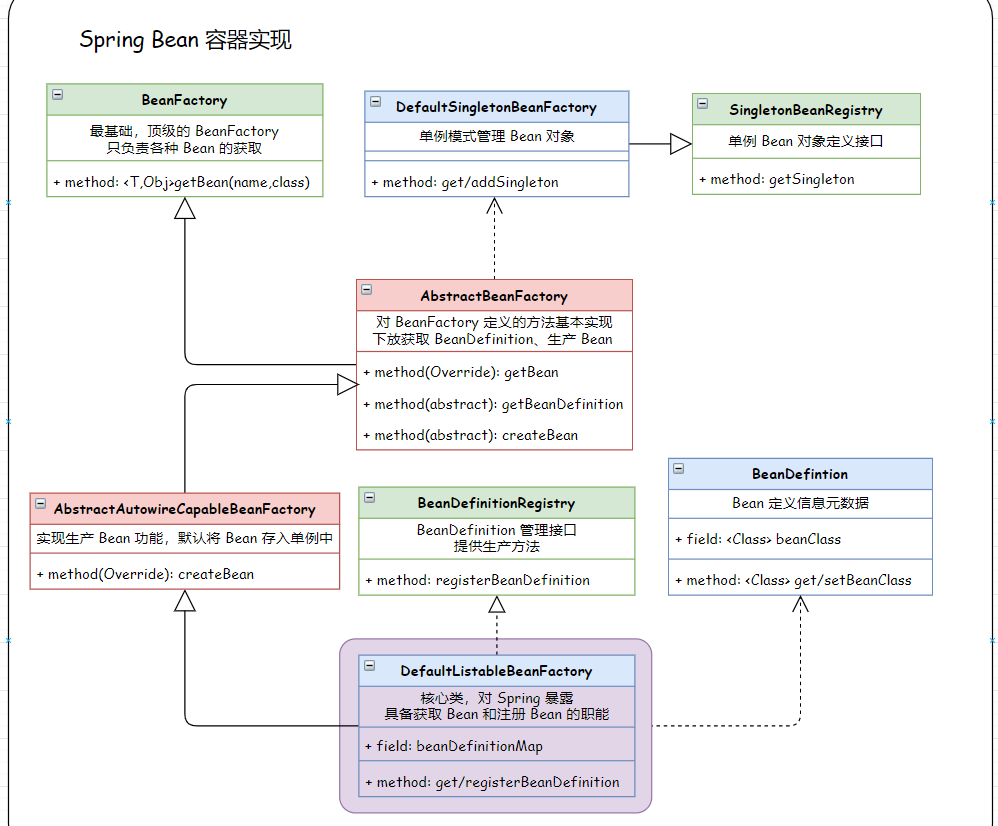 Spring Bean 容器实现
BeanFactory
最基础，顶级的 BeanFactory
只负责各种 Bean 的获取
+ method: <T,Obj>getBean(name,class)
DefaultSingletonBeanFactory
单例模式管理 Bean 对象
+ method: get/addSingleton
SingletonBeanRegistry
单例 Bean 对象定义接口
+ method: getSingleton
AbstractBeanFactory
对 BeanFactory 定义的方法基本实现
下放获取 BeanDefinition、生产 Bean
+ method(Override): getBean
+ method(abstract): getBeanDefinition
+ method(abstract): createBean
AbstractAutowireCapableBeanFactory
实现生产 Bean 功能，默认将 Bean 存入单例中
+ method(Override): createBean
BeanDefinitionRegistry
BeanDefinition 管理接口
提供生产方法
+ method: registerBeanDefinition
BeanDefintion
Bean 定义信息元数据
+ field: <Class> beanClass
+ method: <Class> get/setBeanClass
DefaultListableBeanFactory
核心类，对 Spring 暴露
具备获取 Bean 和注册 Bean 的职能
+ field: beanDefinitionMap
+ method: get/registerBeanDefinition